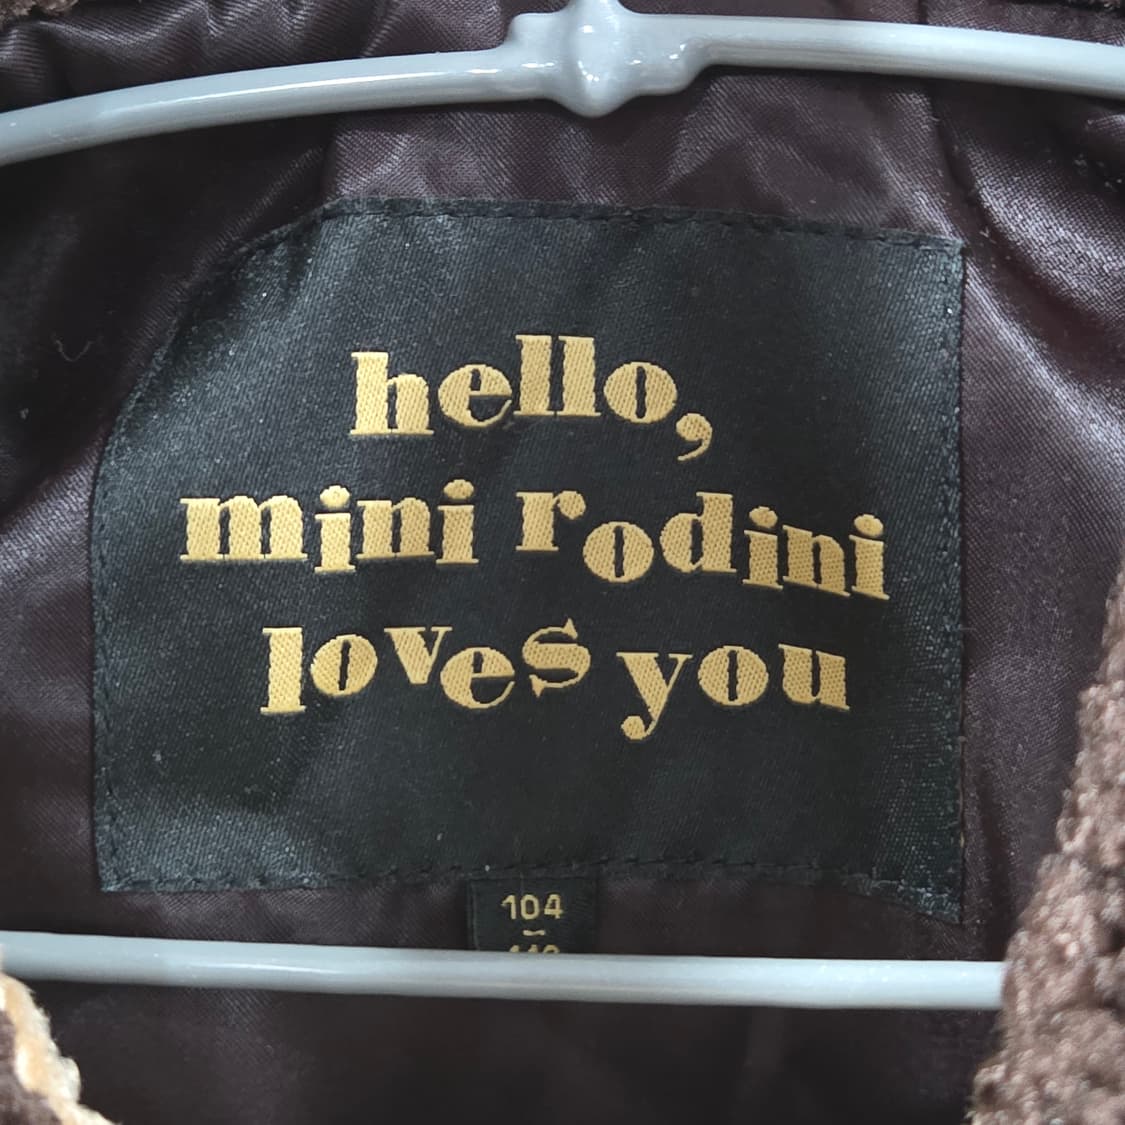 hello,
mini rodini
loves you
104
-